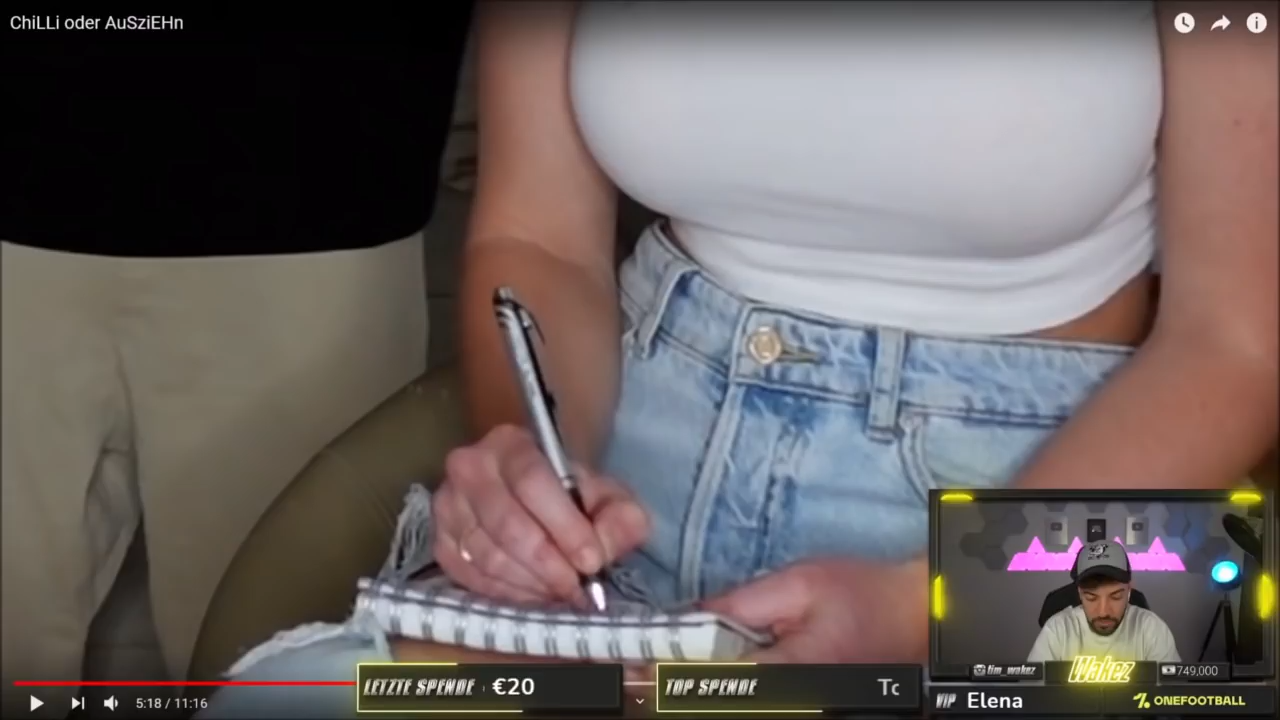 ChiLLi oder AuSziEHn
5:18 / 11:16
LETZTE SPENDE
€20
TOP SPENDE
Tc
tim_wakez
Wakez
749,000
VIP
Elena
ONEFOOTBALL